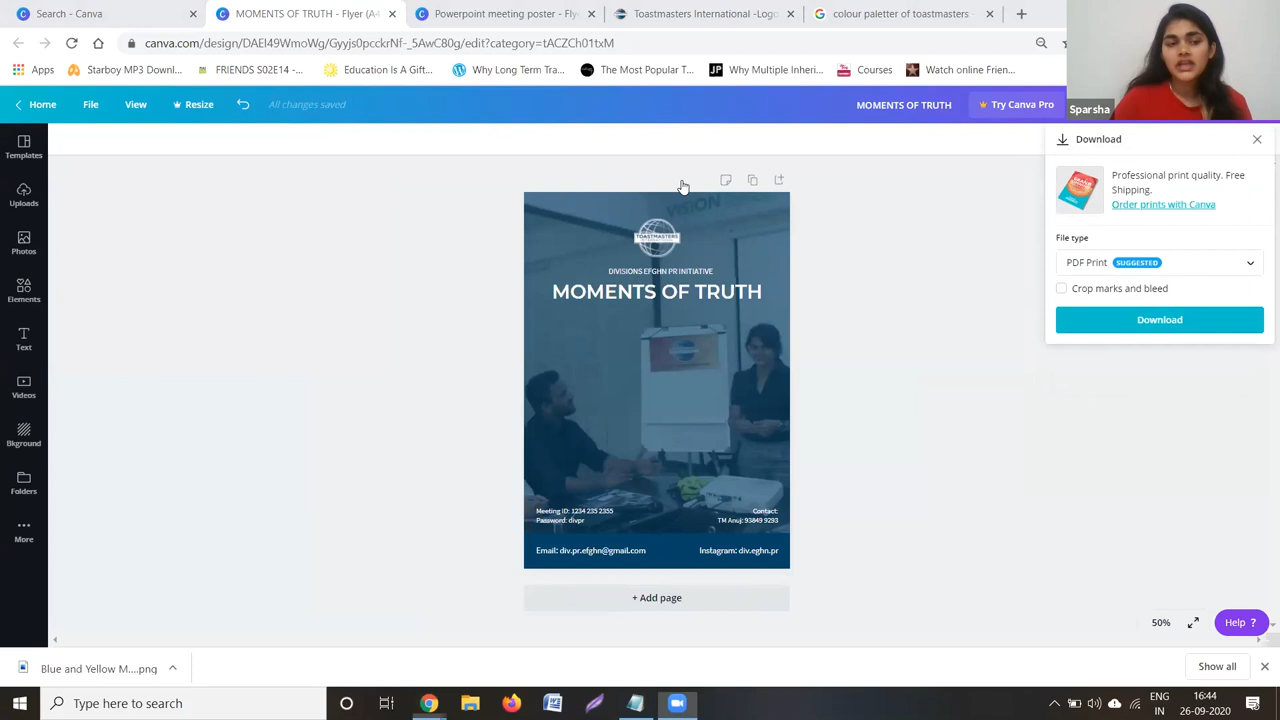 Search - Canva
MOMENTS OF TRUTH - Flyer (A4
Powerpoint meeting poster - Flye
Toastmasters International -Logo
colour paletter of toastmasters
canva.com/design/DAEI49WmoWg/Gyyjs0pcckrNf-_5AwC80g/edit?category=tACZCh01txM
Apps
Starboy MP3 Downl...
FRIENDS S02E14 -...
Education Is A Gift...
Why Long Term Tra...
The Most Popular T...
JP
Why Multiple Inheri...
Courses
Watch online Frien...
Home
File
View
Resize
All changes saved
MOMENTS OF TRUTH
Try Canva Pro
Sparsha
Templates
Uploads
Photos
Elements
Text
Videos
Bkground
Folders
More
Download
Professional print quality. Free
Shipping.
Order prints with Canva
File type
PDF Print SUGGESTED
Crop marks and bleed
Download
VISION
TOASTMASTERS
INTERNATIONAL
DIVISIONS EFGHN PR INITIATIVE
MOMENTS OF TRUTH
Meeting ID: 1234 235 2355
Password: divpr
Contact:
TM Anuj: 93849 9293
Email: div.pr.efghn@gmail.com
Instagram: div.eghn.pr
+ Add page
50%
Help ?
Blue and Yellow M....png
Show all
Type here to search
ENG
IN
16:44
26-09-2020